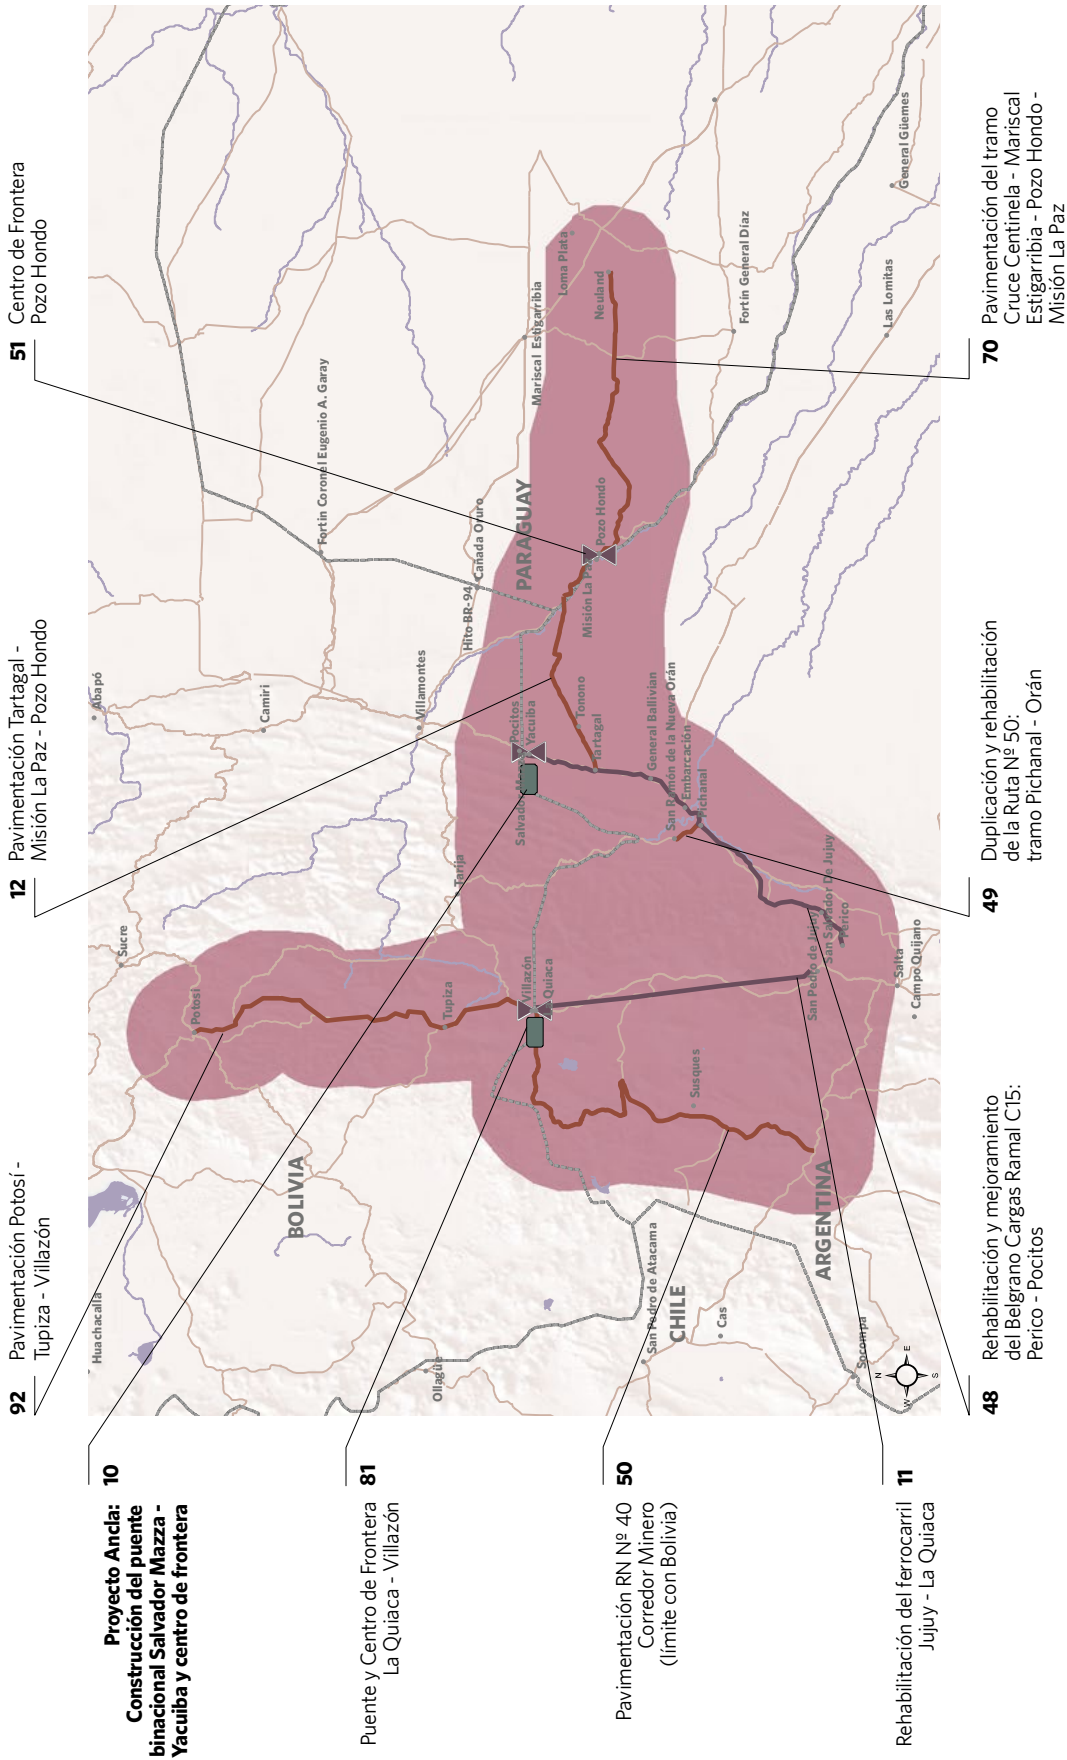 92
Pavimentación Potosí -
Tupiza - Villazón
12
Pavimentación Tartagal -
Misión La Paz - Pozo Hondo
51
Centro de Frontera
Pozo Hondo
10
Proyecto Ancla:
Construcción del puente
binacional Salvador Mazza -
Yacuiba y centro de frontera
81
Puente y Centro de Frontera
La Quiaca - Villazón
50
Pavimentación RN Nº 40
Corredor Minero
(límite con Bolivia)
11
Rehabilitación del ferrocarril
Jujuy - La Quiaca
48
Rehabilitación y mejoramiento
del Belgrano Cargas Ramal C15:
Perico - Pocitos
49
Duplicación y rehabilitación
de la Ruta Nº 50:
tramo Pichanal - Orán
70
Pavimentación del tramo
Cruce Centinela - Mariscal
Estigarribia - Pozo Hondo -
Misión La Paz
Huachacalla
Sucre
Abapó
Potosí
BOLIVIA
Camiri
Fortín Coronel Eugenio A. Garay
Ollagüe
Tupiza
Tarija
Villamontes
Hito BR-94
Cañada Oruro
PARAGUAY
Mariscal Estigarribia
Loma Plata
Neuland
Villazón
Quiaca
Salvador
Pocitos
Yacuiba
Tonono
Tartagal
Misión La Paz
Pozo Hondo
General Ballivian
San Ramón de la Nueva Orán
Embarcación
Pichanal
Fortín General Díaz
San Pedro de Atacama
CHILE
Cas
Susques
ARGENTINA
San Pedro de Jujuy
San Salvador De Jujuy
Perico
Salta
Campo Quijano
Socompa
Las Lomitas
General Güemes
N
E
S
W